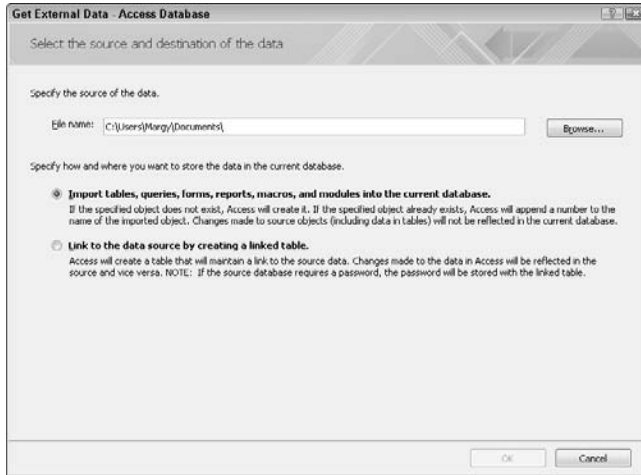 Get External Data - Access Database
Select the source and destination of the data
Specify the source of the data.
File name: C:\Users\Margy\Documents\ Browse...
Specify how and where you want to store the data in the current database.
Import tables, queries, forms, reports, macros, and modules into the current database.
If the specified object does not exist, Access will create it. If the specified object already exists, Access will append a number to the
name of the imported object. Changes made to source objects (including data in tables) will not be reflected in the current database.
Link to the data source by creating a linked table.
Access will create a table that will maintain a link to the source data. Changes made to the data in Access will be reflected in the
source and vice versa. NOTE: If the source database requires a password, the password will be stored with the linked table.
OK Cancel